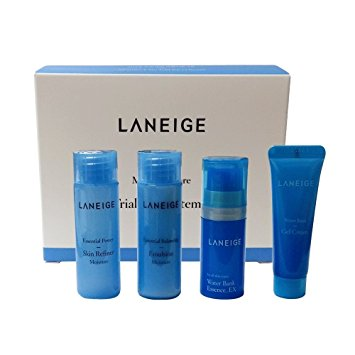 LANEIGE
LANEIGE
Essential Power
Skin Refiner
Moisture
LANEIGE
Essential Balancing
Emulsion
Moisture
LANEIGE
Water Bank
Essence_EX
LANEIGE
Water Bank
Gel Cream